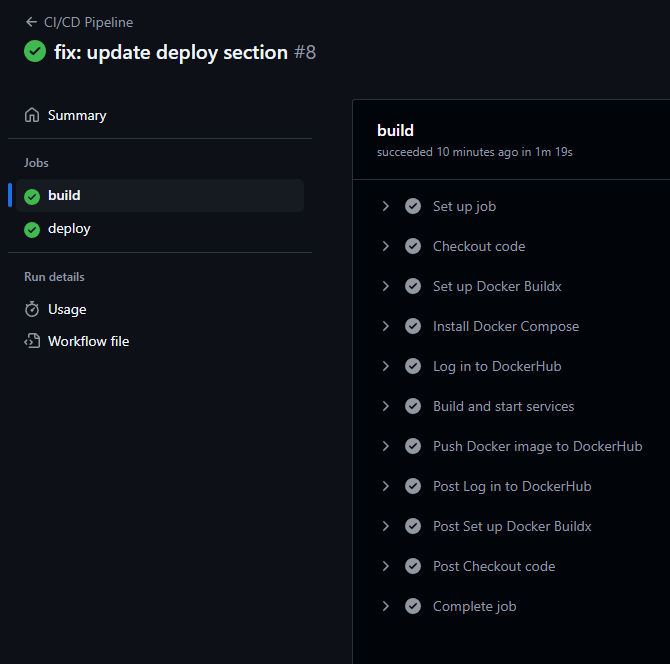 CI/CD Pipeline
fix: update deploy section #8
Summary
Jobs
build
deploy
Run details
Usage
Workflow file
build
succeeded 10 minutes ago in 1m 19s
Set up job
Checkout code
Set up Docker Buildx
Install Docker Compose
Log in to DockerHub
Build and start services
Push Docker image to DockerHub
Post Log in to DockerHub
Post Set up Docker Buildx
Post Checkout code
Complete job